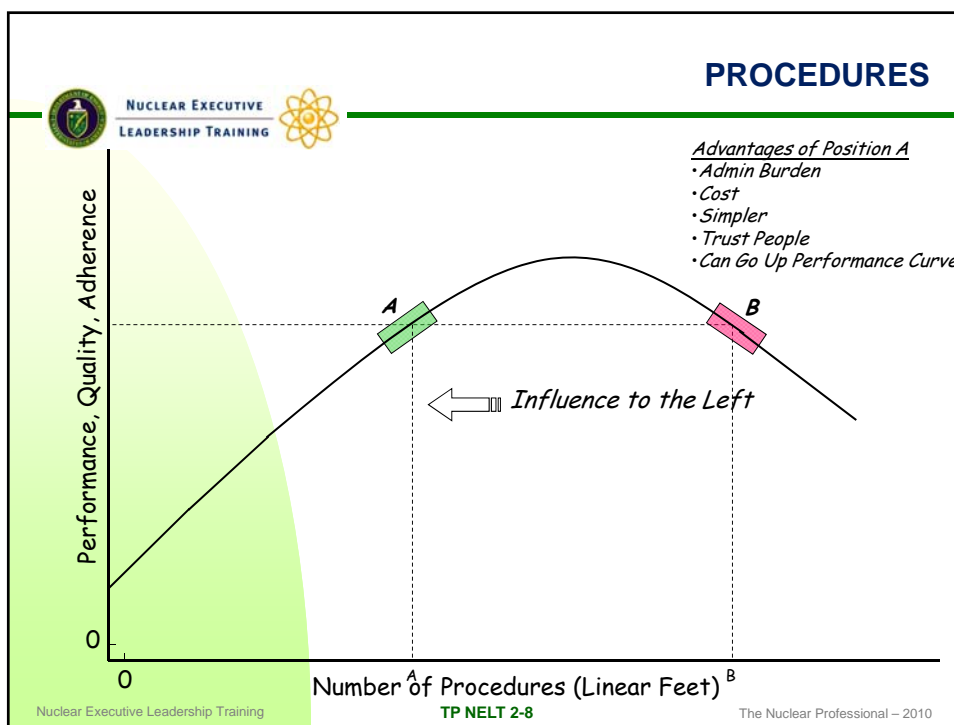 PROCEDURES
NUCLEAR EXECUTIVE
LEADERSHIP TRAINING
Advantages of Position A
•Admin Burden
•Cost
•Simpler
•Trust People
•Can Go Up Performance Curve
Performance, Quality, Adherence
A
B
Influence to the Left
0
0
A
B
Number of Procedures (Linear Feet)
Nuclear Executive Leadership Training
TP NELT 2-8
The Nuclear Professional – 2010